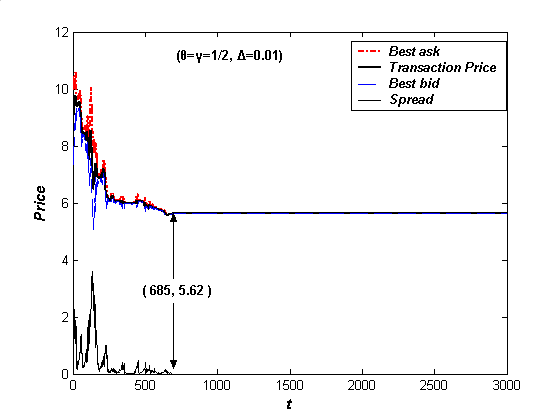 12
(θ=γ=1/2, Δ=0.01)
Best ask
Transaction Price
Best bid
Spread
10
8
6
4
2
0
Price
( 685, 5.62 )
0 500 1000 1500 2000 2500 3000
t